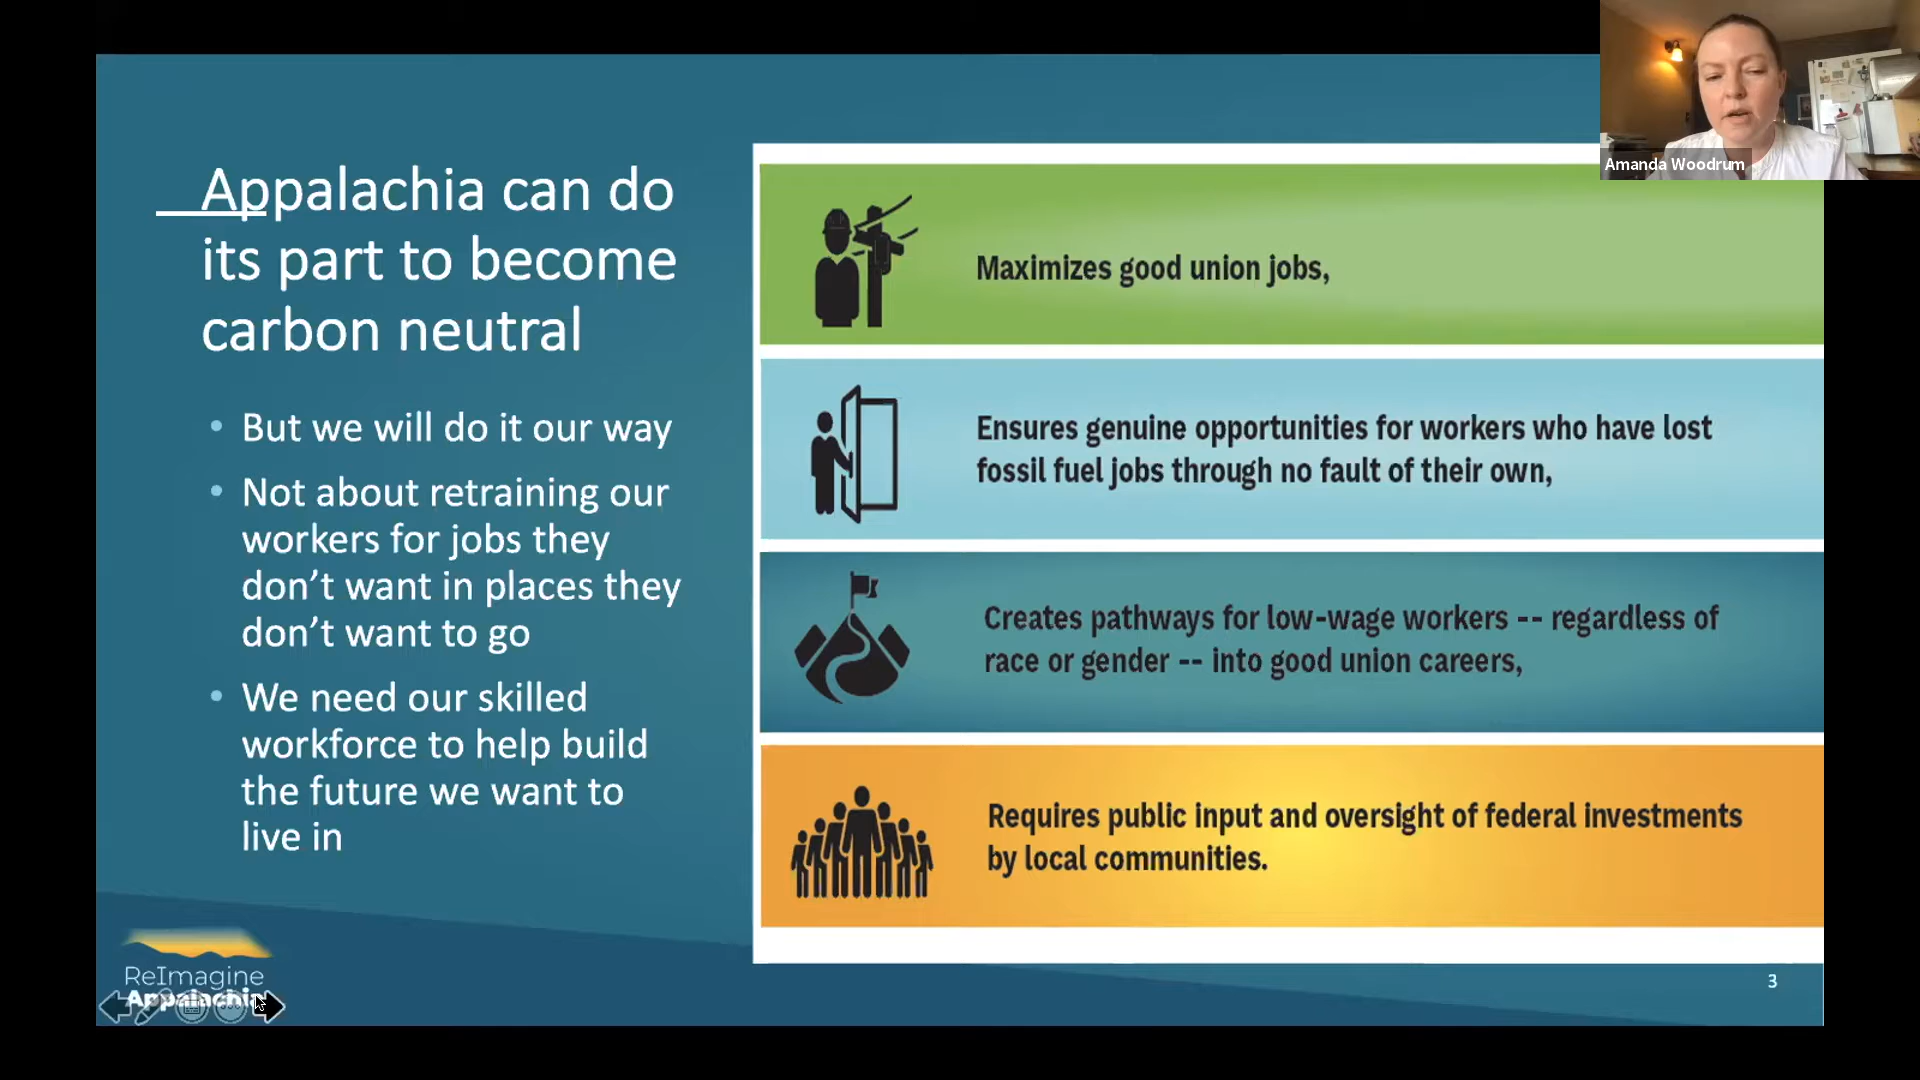 Appalachia can do
its part to become
carbon neutral
• But we will do it our way
• Not about retraining our
workers for jobs they
don’t want in places they
don’t want to go
• We need our skilled
workforce to help build
the future we want to
live in
Maximizes good union jobs,
Ensures genuine opportunities for workers who have lost
fossil fuel jobs through no fault of their own,
Creates pathways for low-wage workers -- regardless of
race or gender -- into good union careers,
Requires public input and oversight of federal investments
by local communities.
Amanda Woodrum
ReImagine
Appalachia
3